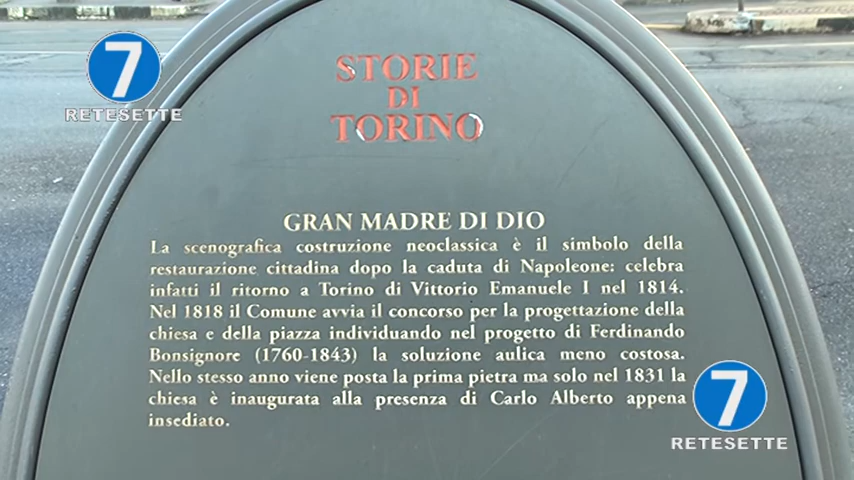 7
RETESETTE
STORIE
DI
TORINO
GRAN MADRE DI DIO
La scenografica costruzione neoclassica è il simbolo della
restaurazione cittadina dopo la caduta di Napoleone: celebra
infatti il ritorno a Torino di Vittorio Emanuele I nel 1814.
Nel 1818 il Comune avvia il concorso per la progettazione della
chiesa e della piazza individuando nel progetto di Ferdinando
Bonsignore (1760-1843) la soluzione aulica meno costosa.
Nello stesso anno viene posta la prima pietra ma solo nel 1831 la
chiesa è inaugurata alla presenza di Carlo Alberto appena
insediato.
7
RETESETTE